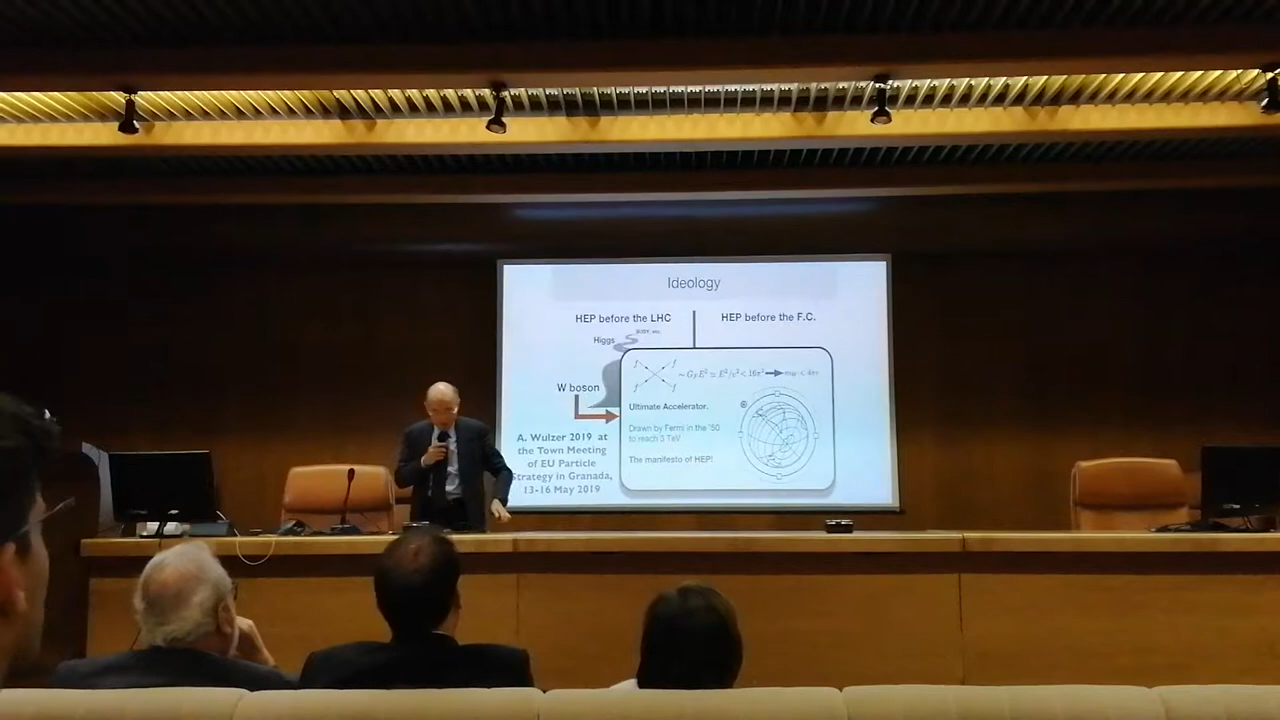 Ideology
HEP before the LHC
HEP before the F.C.
SUSY, etc.
Higgs
W boson
~ G_F E² ≃ E²/v² < 16π²
Ultimate Accelerator.
Drawn by Fermi in the '50
to reach 3 TeV
The manifesto of HEP!
A. Wulzer 2019 at
the Town Meeting
of EU Particle
Strategy in Granada,
13-16 May 2019